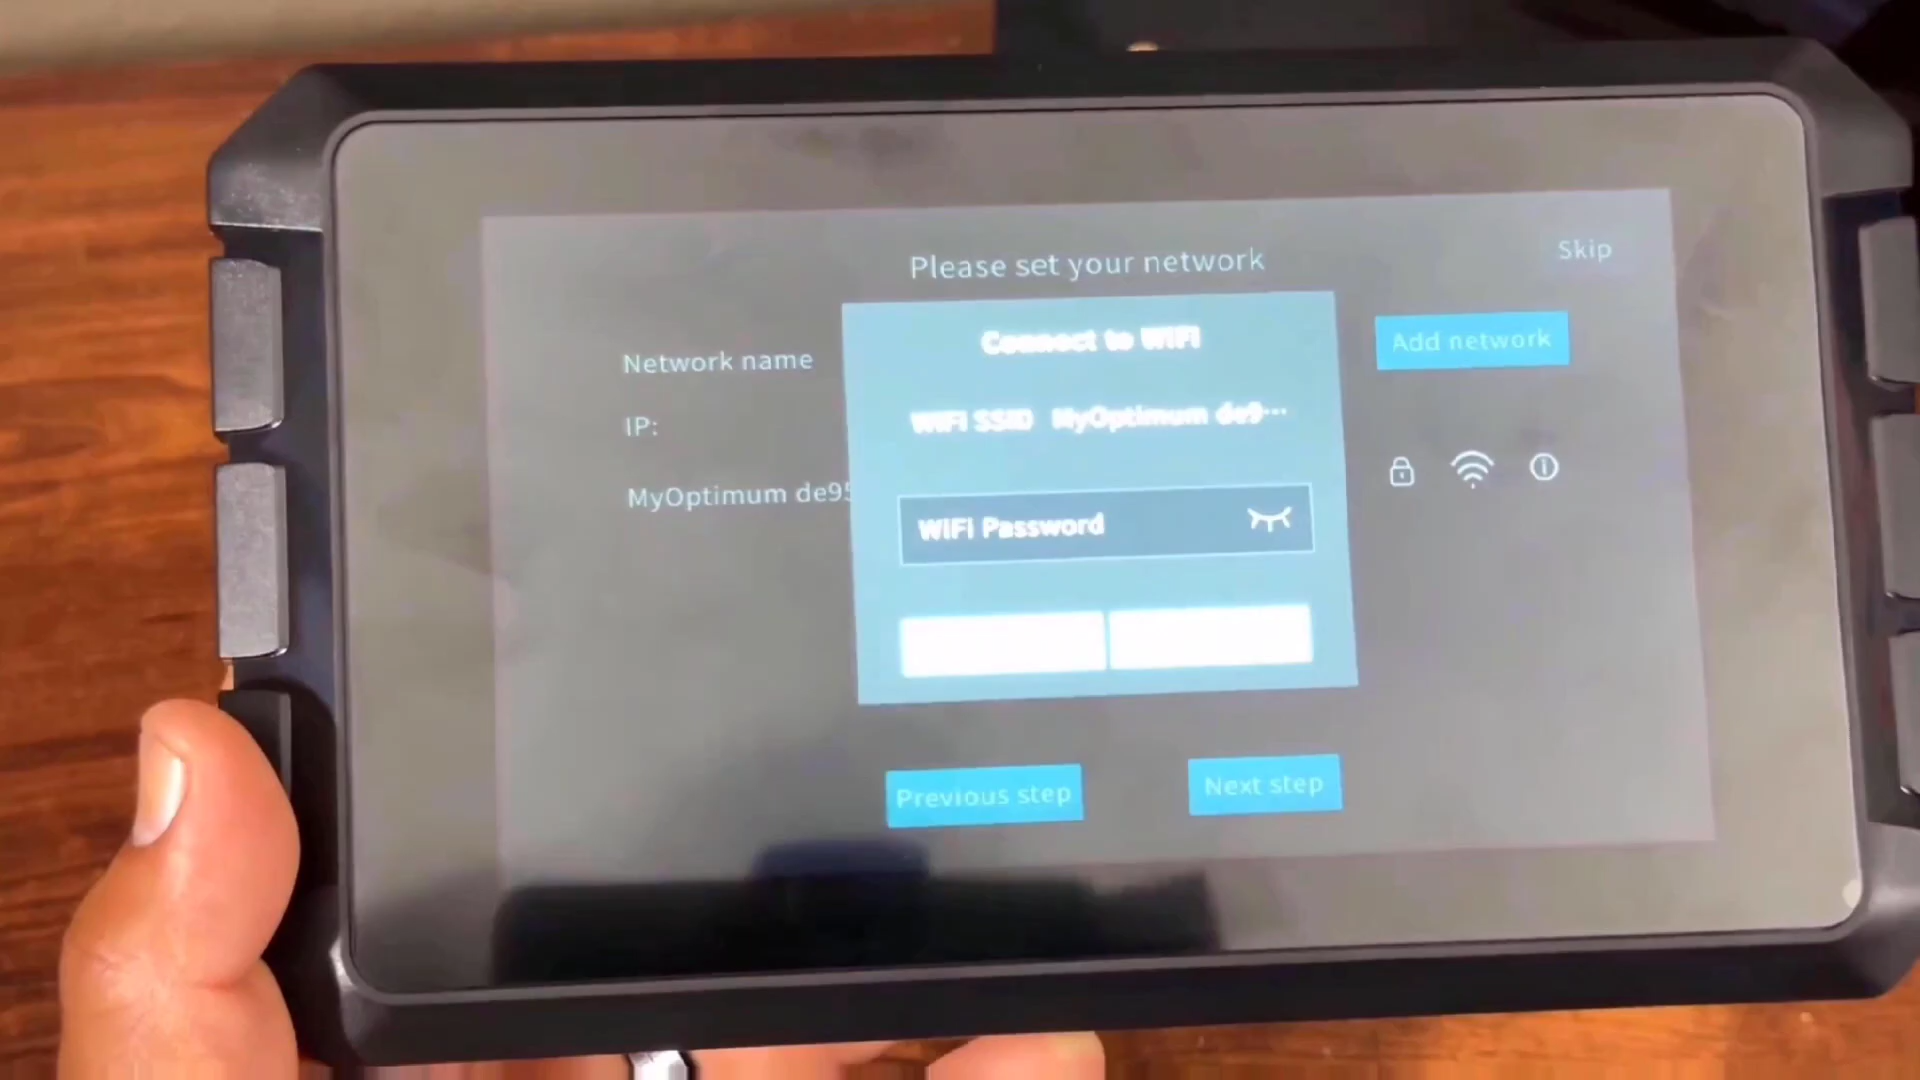 Please set your network
Skip
Connect to WIFI
Network name
Add network
WIFI SSID MyOptimum de9...
IP:
MyOptimum de95
WIFI Password
Previous step
Next step